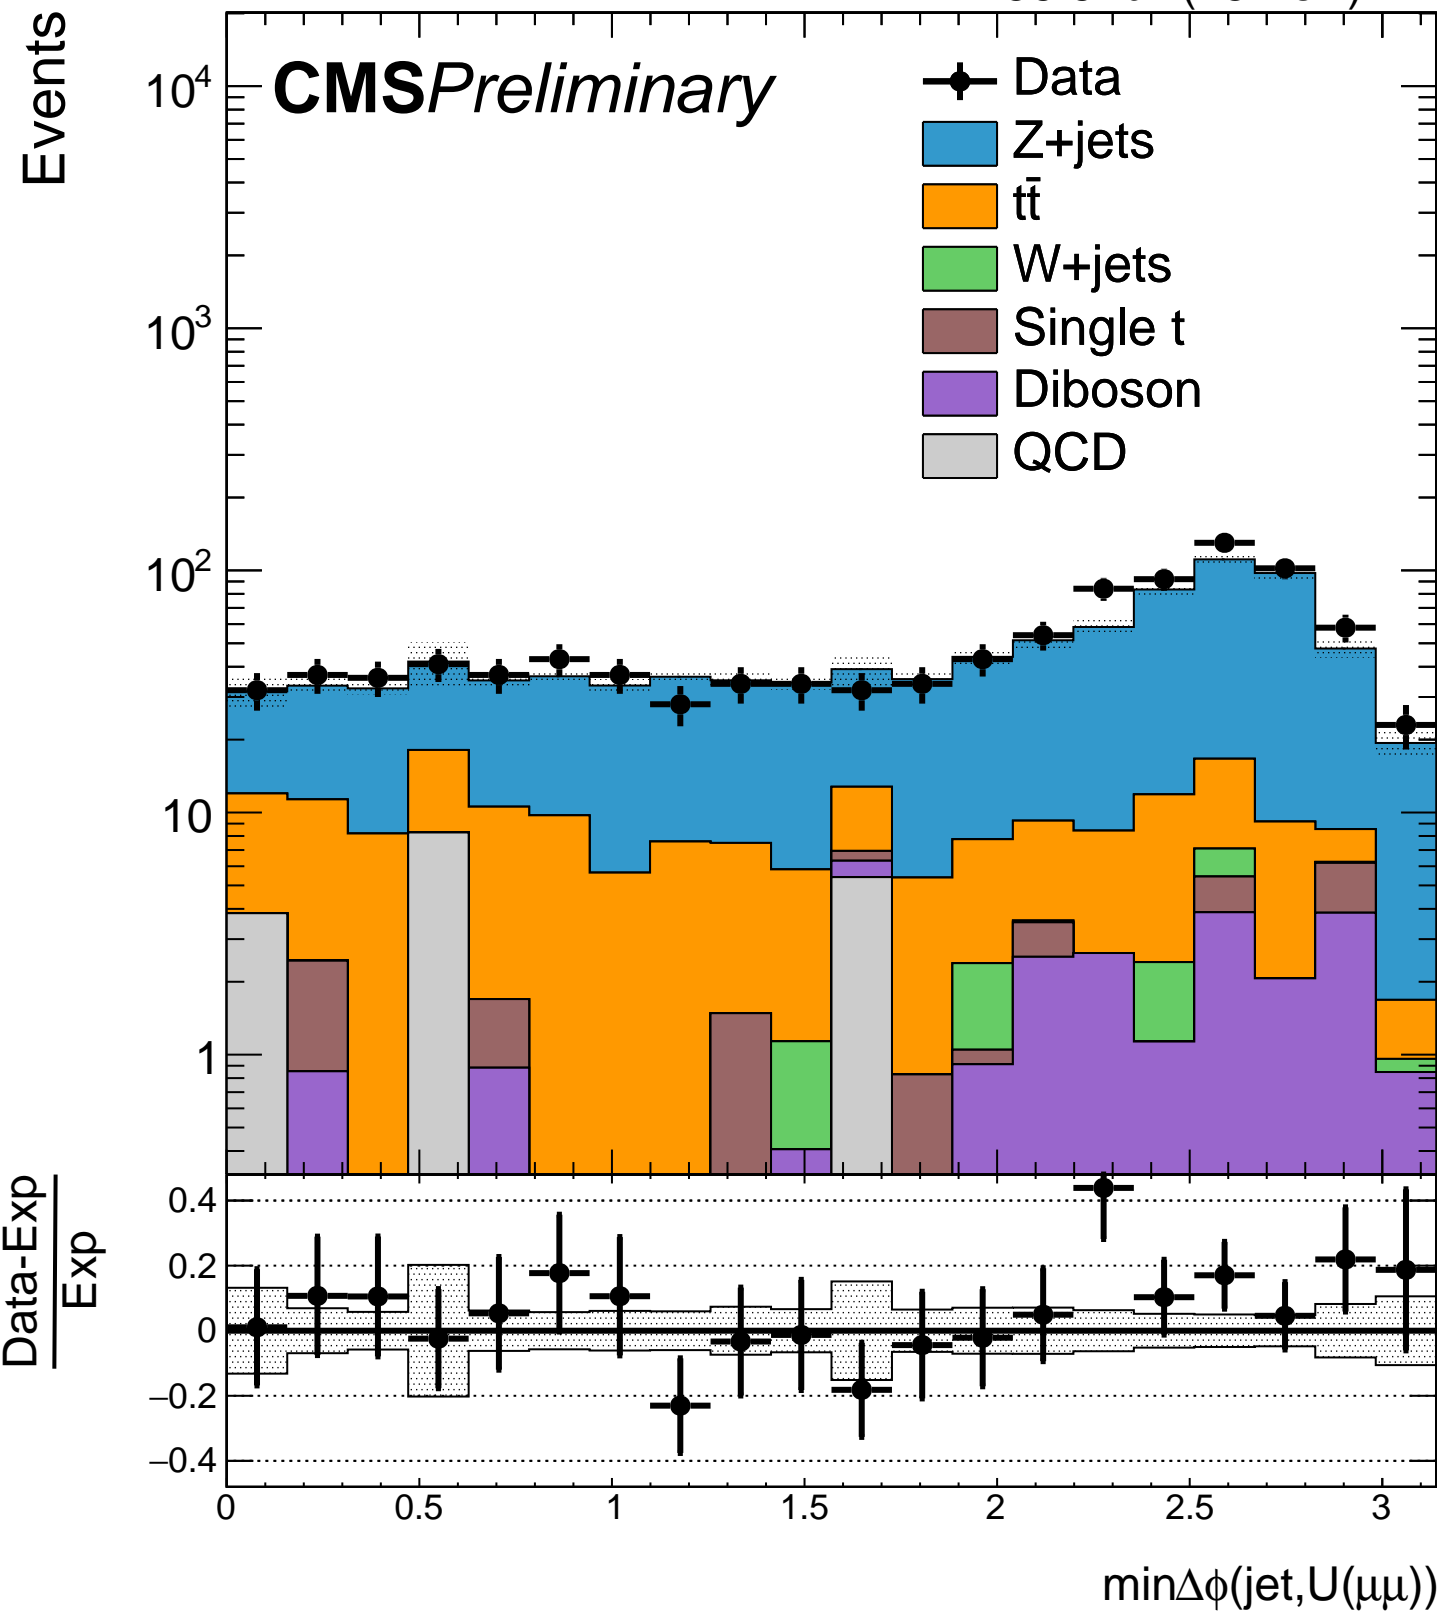 Events
CMS Preliminary
Data
Z+jets
tt̄
W+jets
Single t
Diboson
QCD
10⁴
10³
10²
10
1
Data-Exp
Exp
0.4
0.2
0
−0.2
−0.4
0 0.5 1 1.5 2 2.5 3
minΔϕ(jet,U(μμ))